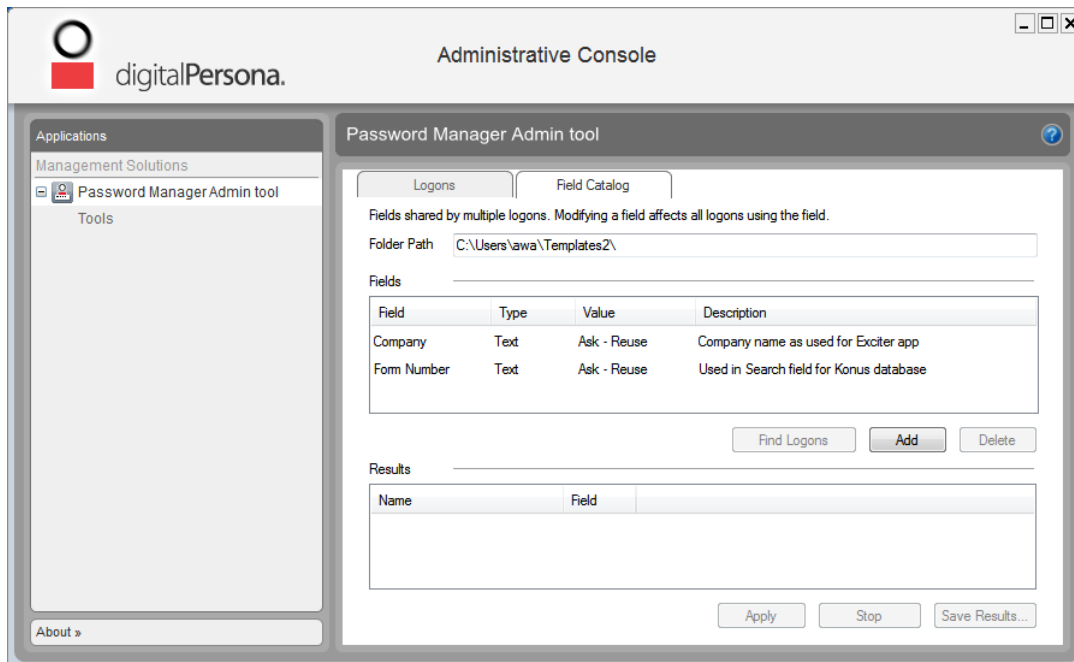 digitalPersona.
Administrative Console
Applications
Management Solutions
Password Manager Admin tool
Tools
About »
Password Manager Admin tool
?
Logons
Field Catalog
Fields shared by multiple logons. Modifying a field affects all logons using the field.
Folder Path C:\Users\awa\Templates2\
Fields
Field Type Value Description
Company Text Ask - Reuse Company name as used for Exciter app
Form Number Text Ask - Reuse Used in Search field for Konus database
Find Logons Add Delete
Results
Name Field
Apply Stop Save Results...